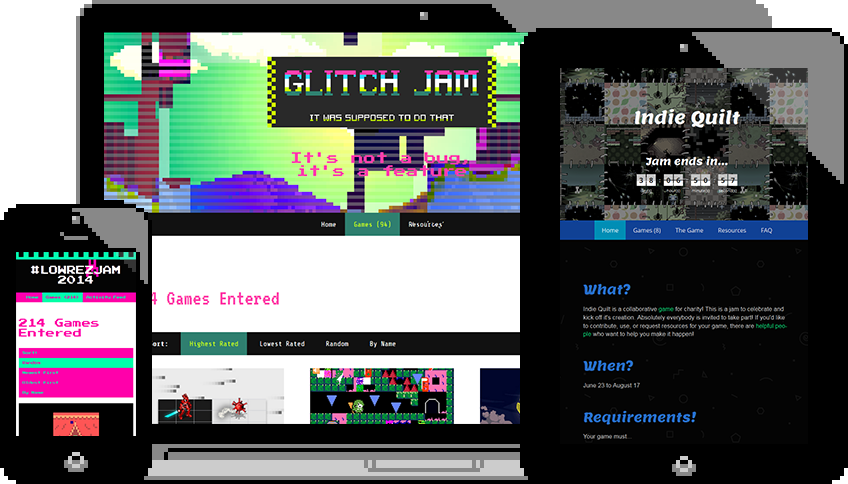 GLITCH JAM
IT WAS SUPPOSED TO DO THAT
It's not a bug,
it's a feature
Home Games (94) Resources
4 Games Entered
ort: Highest Rated Lowest Rated Random By Name
#LOWREZJAM
2014
Home Games (214) Activity Feed
214 Games
Entered
Sort:
Random
Newest First
Oldest First
By Name
Indie Quilt
Jam ends in...
38 06 50 57
Home Games (8) The Game Resources FAQ
What?
Indie Quilt is a collaborative game for charity! This is a jam to celebrate and
kick off it's creation. Absolutely everybody is invited to take part! If you'd like
to contribute, use, or request resources for your game, there are helpful peo-
ple who want to help you make it happen!
When?
June 23 to August 17
Requirements!
Your game must...